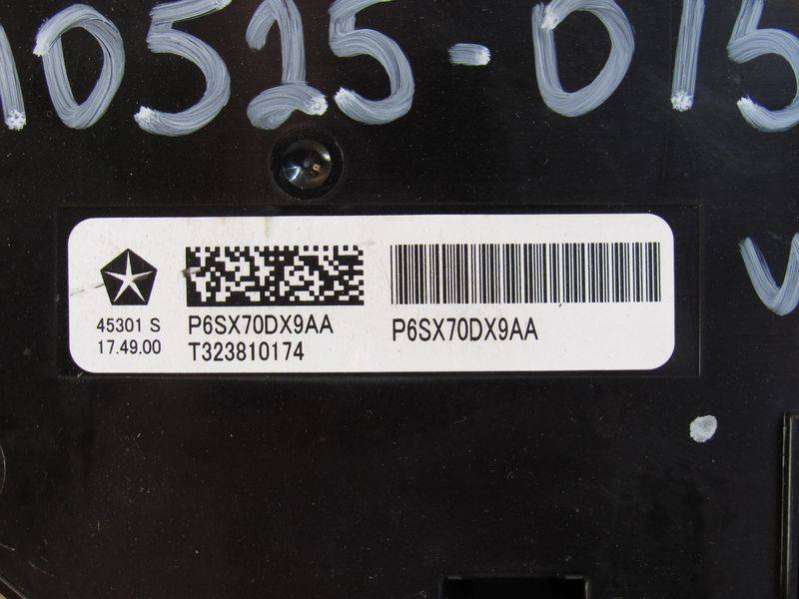 10525-015
V
45301 S
17.49.00
P6SX70DX9AA
T323810174
P6SX70DX9AA